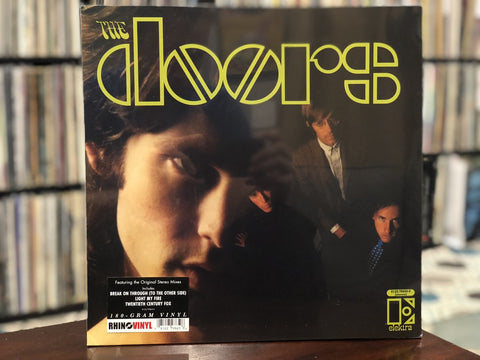 THE
doors
Featuring the Original Stereo Mixes
Includes
BREAK ON THROUGH (TO THE OTHER SIDE)
LIGHT MY FIRE
TWENTIETH CENTURY FOX
180-GRAM VINYL
RHINO VINYL
elektra